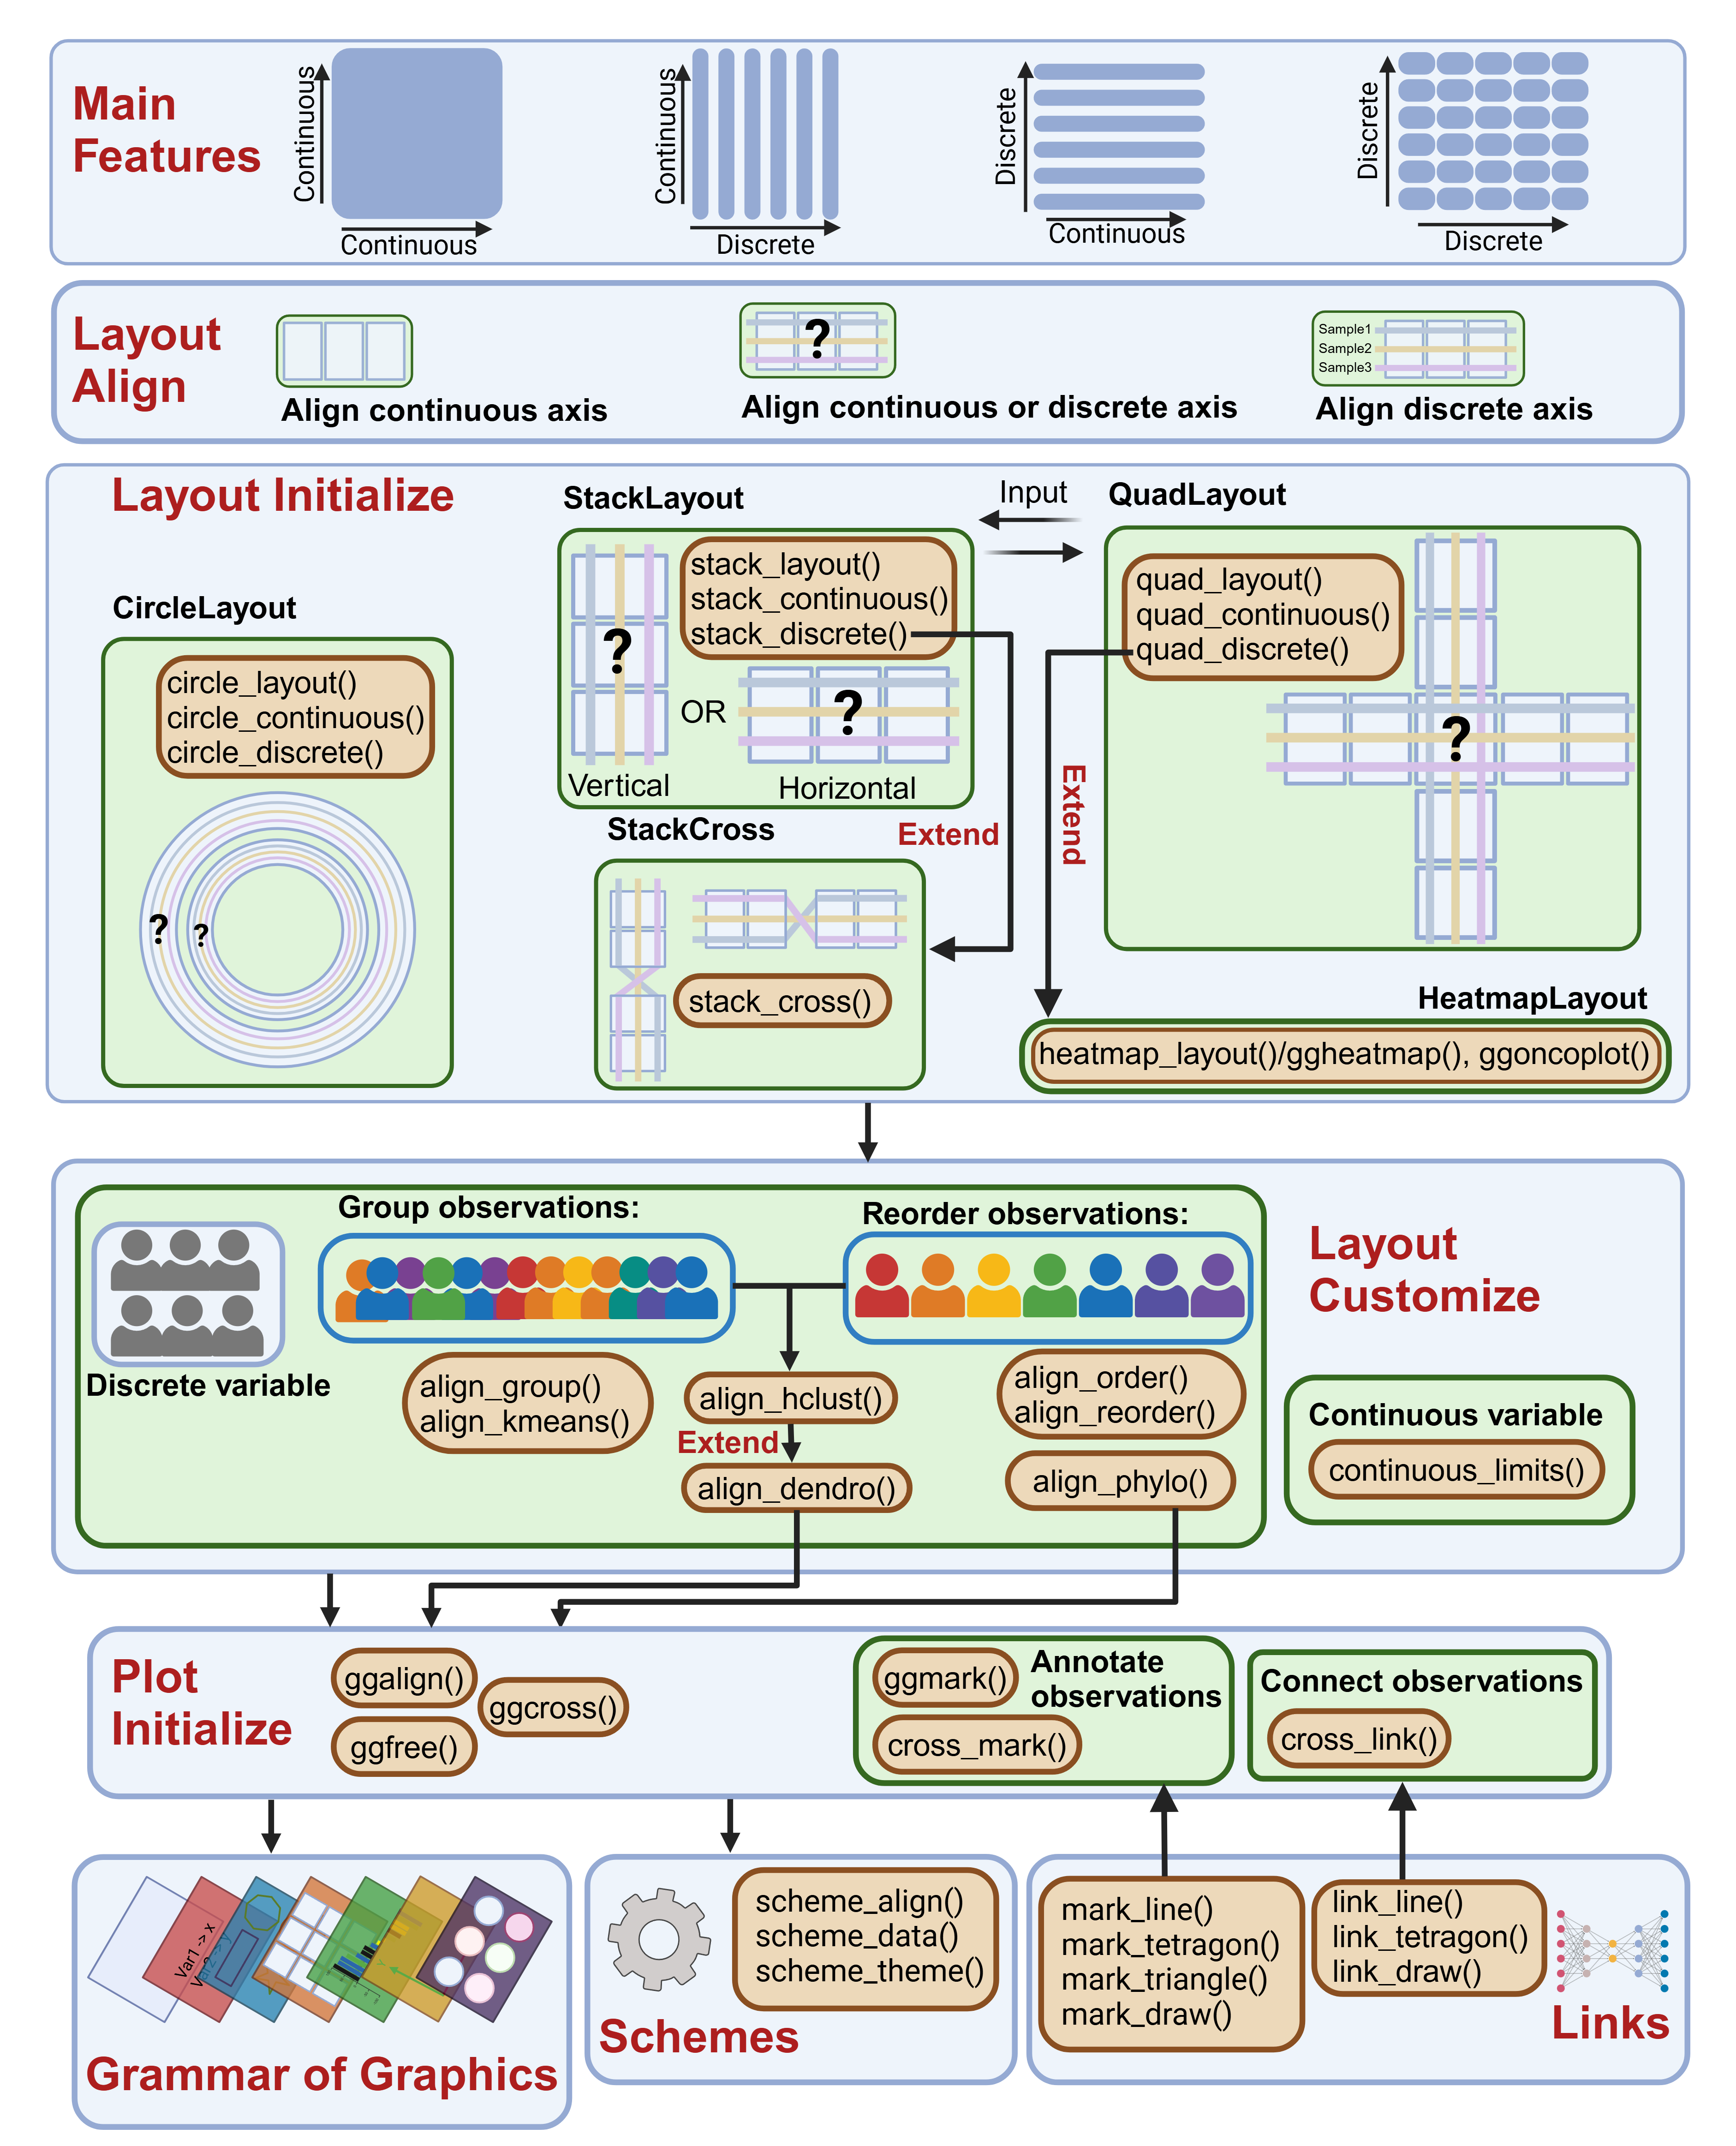 Main
Features
Continuous
Continuous
Continuous
Discrete
Discrete
Continuous
Discrete
Discrete
Layout
Align
Align continuous axis
?
Align continuous or discrete axis
Sample1
Sample2
Sample3
Align discrete axis
Layout Initialize
CircleLayout
circle_layout()
circle_continuous()
circle_discrete()
?
?
StackLayout
stack_layout()
stack_continuous()
stack_discrete()
?
OR
?
Vertical
Horizontal
Input
QuadLayout
quad_layout()
quad_continuous()
quad_discrete()
?
Extend
Extend
StackCross
stack_cross()
HeatmapLayout
heatmap_layout()/ggheatmap(), ggoncoplot()
Layout
Customize
Discrete variable
Group observations:
Reorder observations:
align_group()
align_kmeans()
align_hclust()
Extend
align_dendro()
align_order()
align_reorder()
align_phylo()
Continuous variable
continuous_limits()
Plot
Initialize
ggalign()
ggcross()
ggfree()
ggmark()
Annotate
observations
cross_mark()
Connect observations
cross_link()
Var1 -> x
Var2 -> y
Grammar of Graphics
scheme_align()
scheme_data()
scheme_theme()
Schemes
mark_line()
mark_tetragon()
mark_triangle()
mark_draw()
link_line()
link_tetragon()
link_draw()
Links